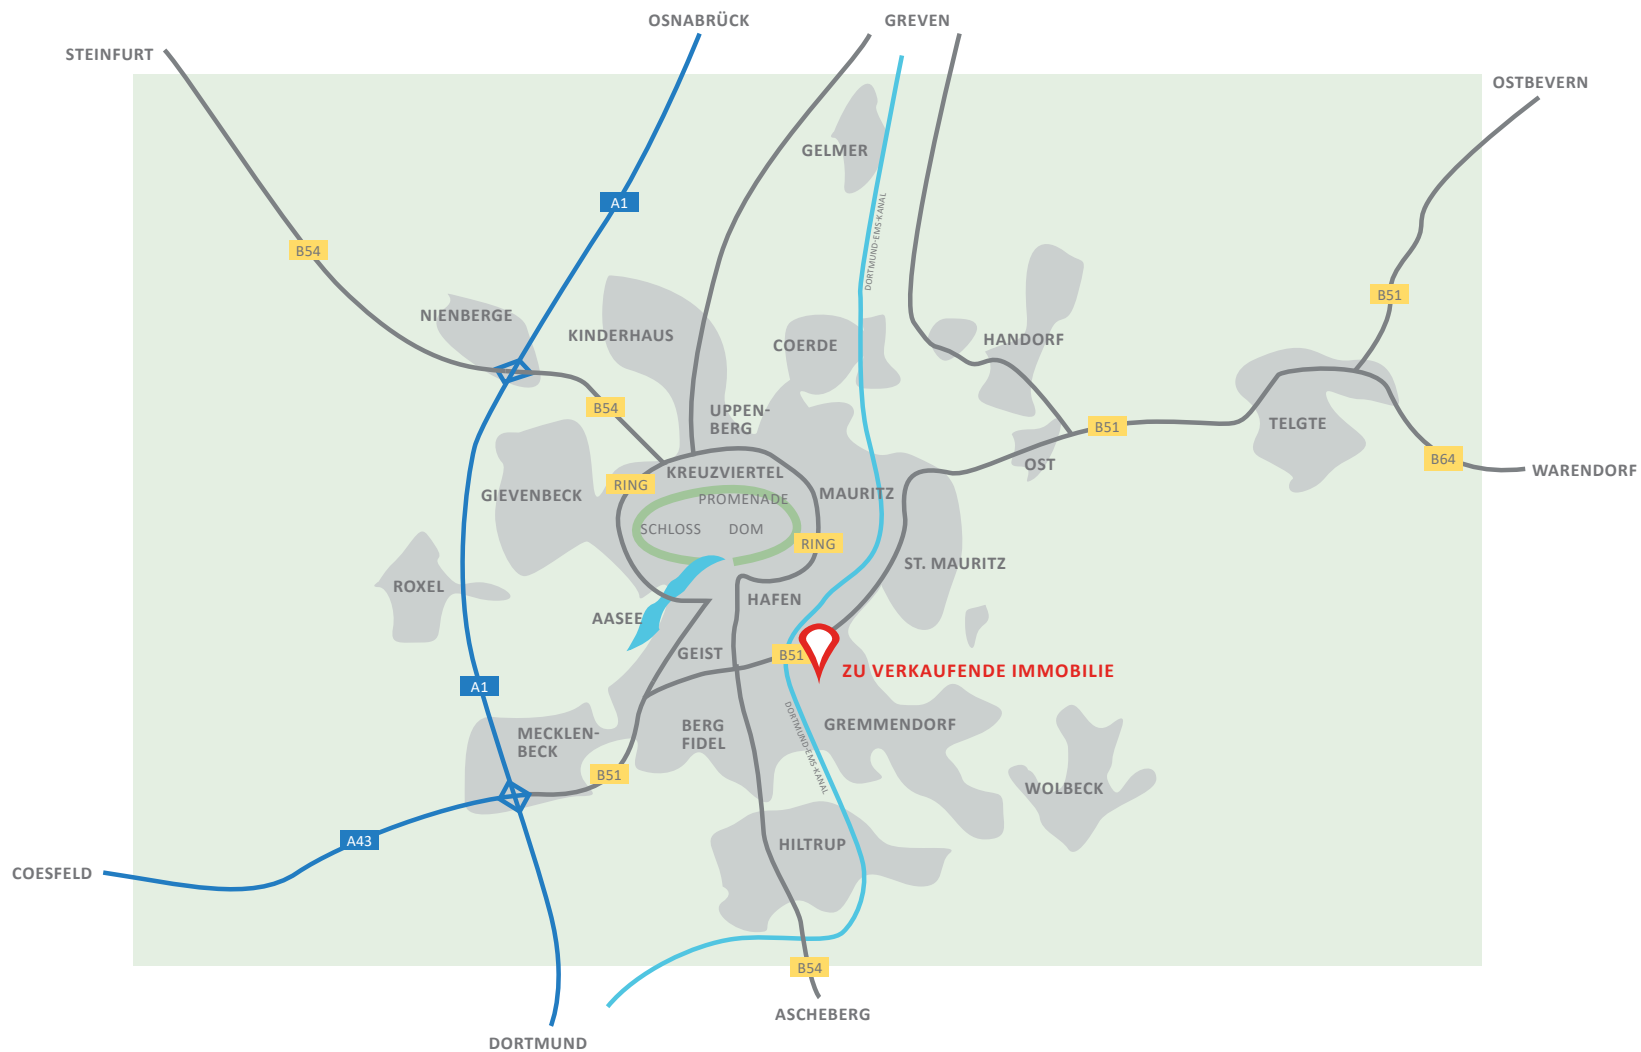 OSNABRÜCK
GREVEN
STEINFURT
OSTBEVERN
GELMER
A1
DORTMUND-EMS-KANAL
B54
B51
NIENBERGE
KINDERHAUS
COERDE
HANDORF
B54
UPPEN-
BERG
B51
TELGTE
B64
WARENDORF
OST
KREUZVIERTEL
RING
GIEVENBECK
MAURITZ
PROMENADE
SCHLOSS
DOM
RING
ST. MAURITZ
ROXEL
HAFEN
AASEE
GEIST
B51
ZU VERKAUFENDE IMMOBILIE
A1
DORTMUND-EMS-KANAL
GREMMENDORF
BERG
FIDEL
MECKLEN-
BECK
B51
WOLBECK
A43
HILTRUP
COESFELD
B54
ASCHEBERG
DORTMUND